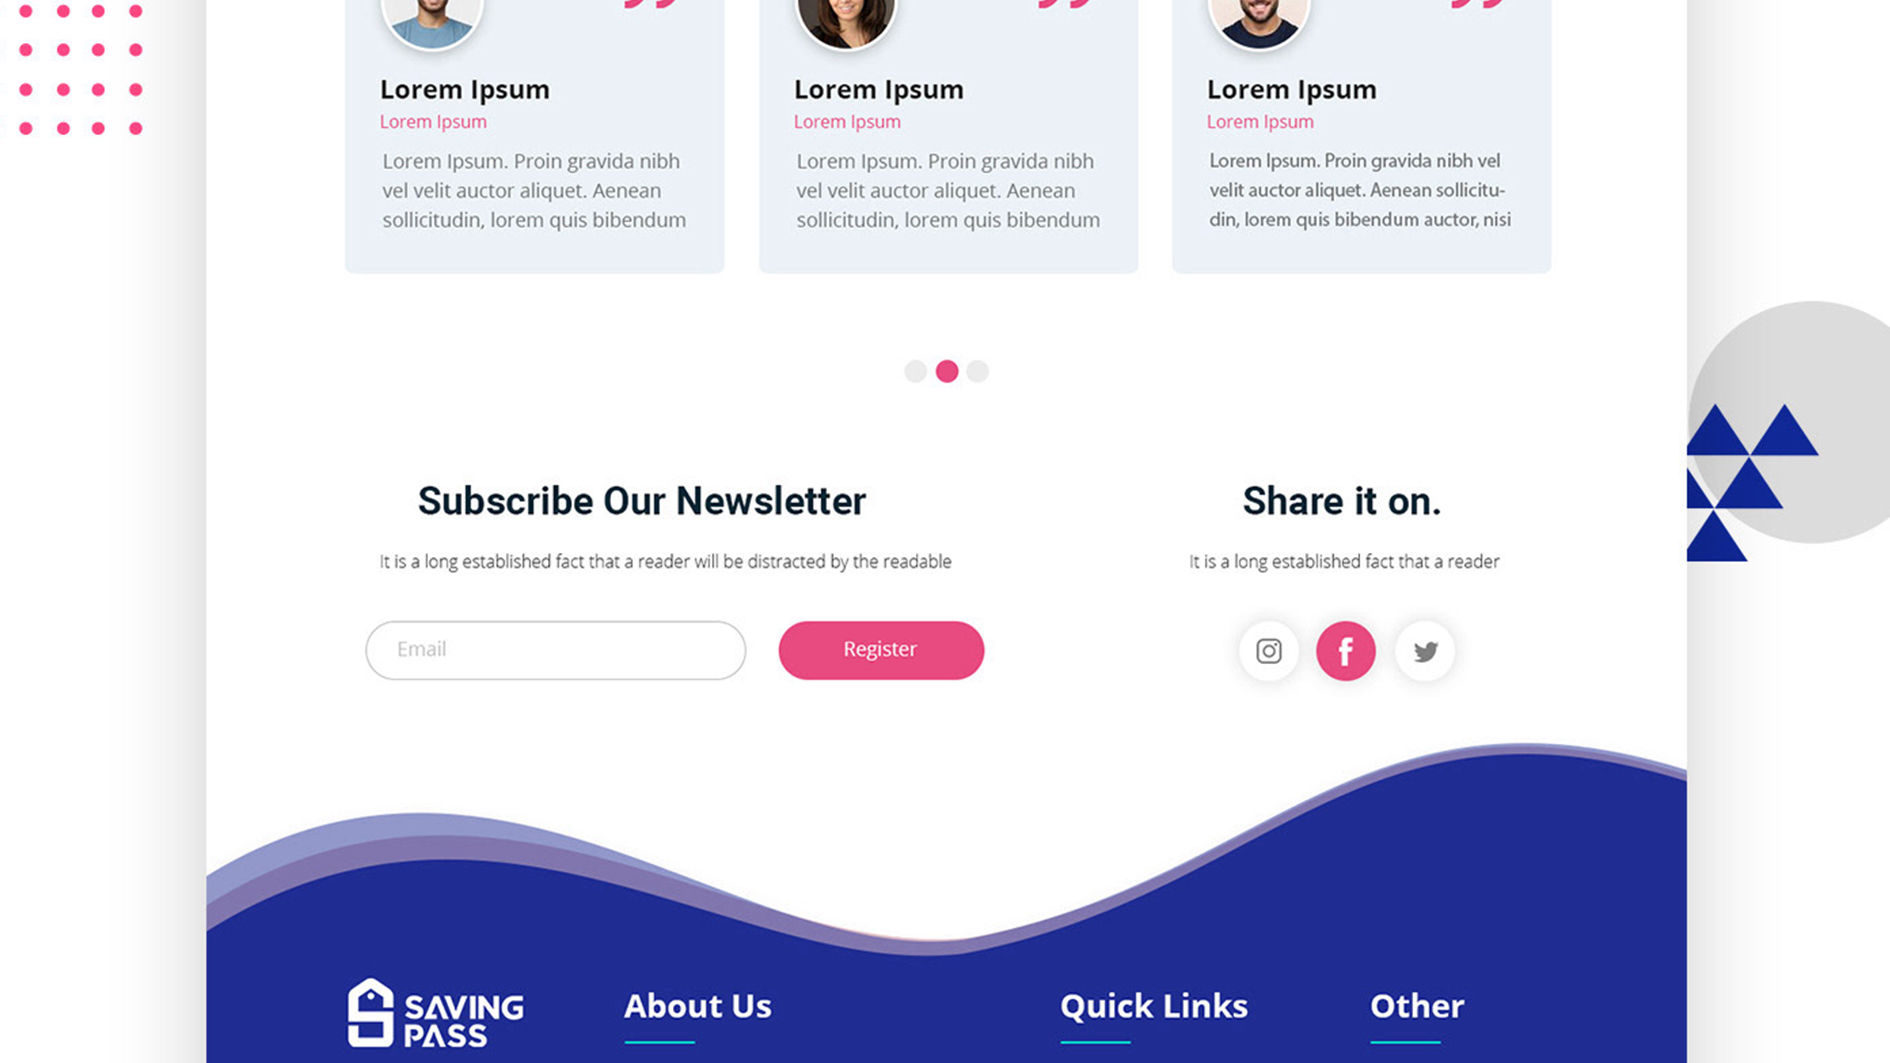 Lorem Ipsum
Lorem Ipsum
Lorem Ipsum. Proin gravida nibh
vel velit auctor aliquet. Aenean
sollicitudin, lorem quis bibendum
Lorem Ipsum
Lorem Ipsum
Lorem Ipsum. Proin gravida nibh
vel velit auctor aliquet. Aenean
sollicitudin, lorem quis bibendum
Lorem Ipsum
Lorem Ipsum
Lorem Ipsum. Proin gravida nibh vel
velit auctor aliquet. Aenean sollicitu-
din, lorem quis bibendum auctor, nisi
Subscribe Our Newsletter
It is a long established fact that a reader will be distracted by the readable
Email
Register
Share it on.
It is a long established fact that a reader
SAVING
PASS
About Us
Quick Links
Other